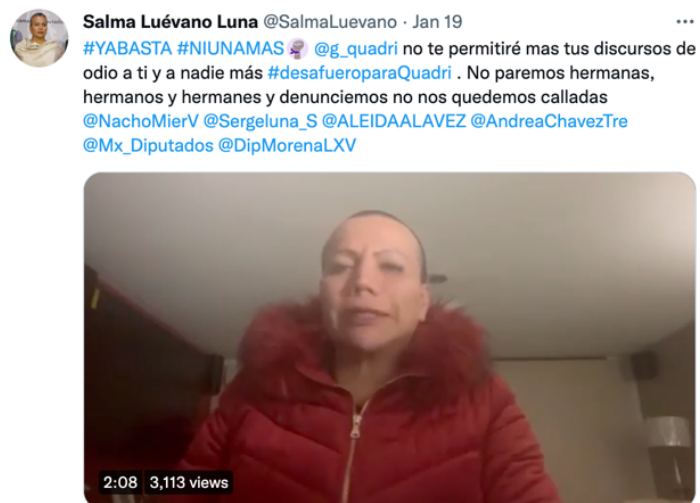 Salma Luévano Luna @SalmaLuevano · Jan 19
#YABASTA #NIUNAMAS @g_quadri no te permitiré mas tus discursos de
odio a ti y a nadie más #desafueroparaQuadri . No paremos hermanas,
hermanos y hermanes y denunciemos no nos quedemos calladas
@NachoMierV @Sergeluna_S @ALEIDAALAVEZ @AndreaChavezTre
@Mx_Diputados @DipMorenaLXV
2:08 3,113 views